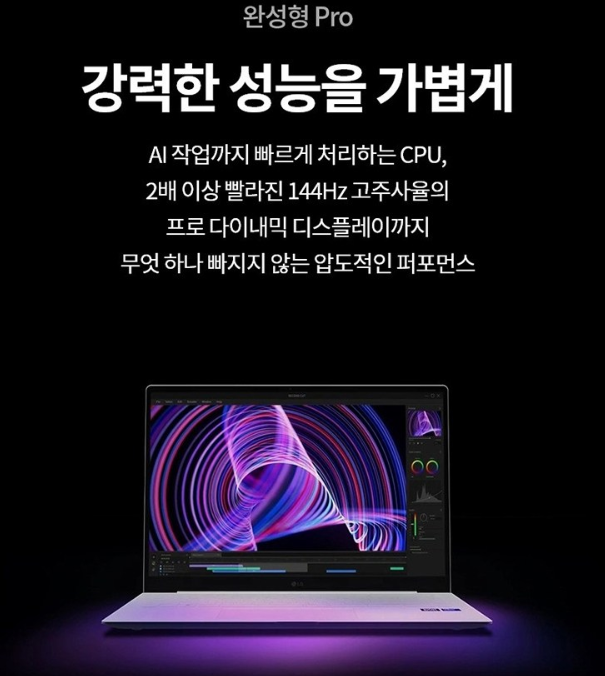 완성형 Pro
강력한 성능을 가볍게
AI 작업까지 빠르게 처리하는 CPU,
2배 이상 빨라진 144Hz 고주사율의
프로 다이내믹 디스플레이까지
무엇 하나 빠지지 않는 압도적인 퍼포먼스
LG